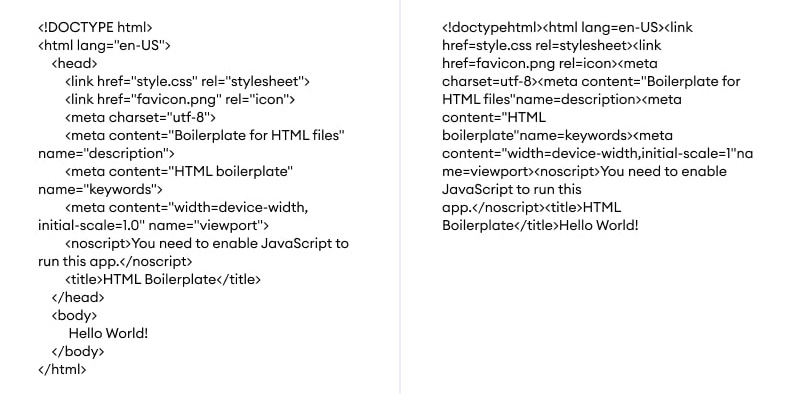 <!DOCTYPE html>
<html lang="en-US">
<head>
<link href="style.css" rel="stylesheet">
<link href="favicon.png" rel="icon">
<meta charset="utf-8">
<meta content="Boilerplate for HTML files"
name="description">
<meta content="HTML boilerplate"
name="keywords">
<meta content="width=device-width,
initial-scale=1.0" name="viewport">
<noscript>You need to enable JavaScript to
run this app.</noscript>
<title>HTML Boilerplate</title>
</head>
<body>
Hello World!
</body>
</html>
<!doctypehtml><html lang=en-US><link
href=style.css rel=stylesheet><link
href=favicon.png rel=icon><meta
charset=utf-8><meta content="Boilerplate for
HTML files"name=description><meta
content="HTML
boilerplate"name=keywords><meta
content="width=device-width,initial-scale=1"na
me=viewport><noscript>You need to enable
JavaScript to run this
app.</noscript><title>HTML
Boilerplate</title>Hello World!